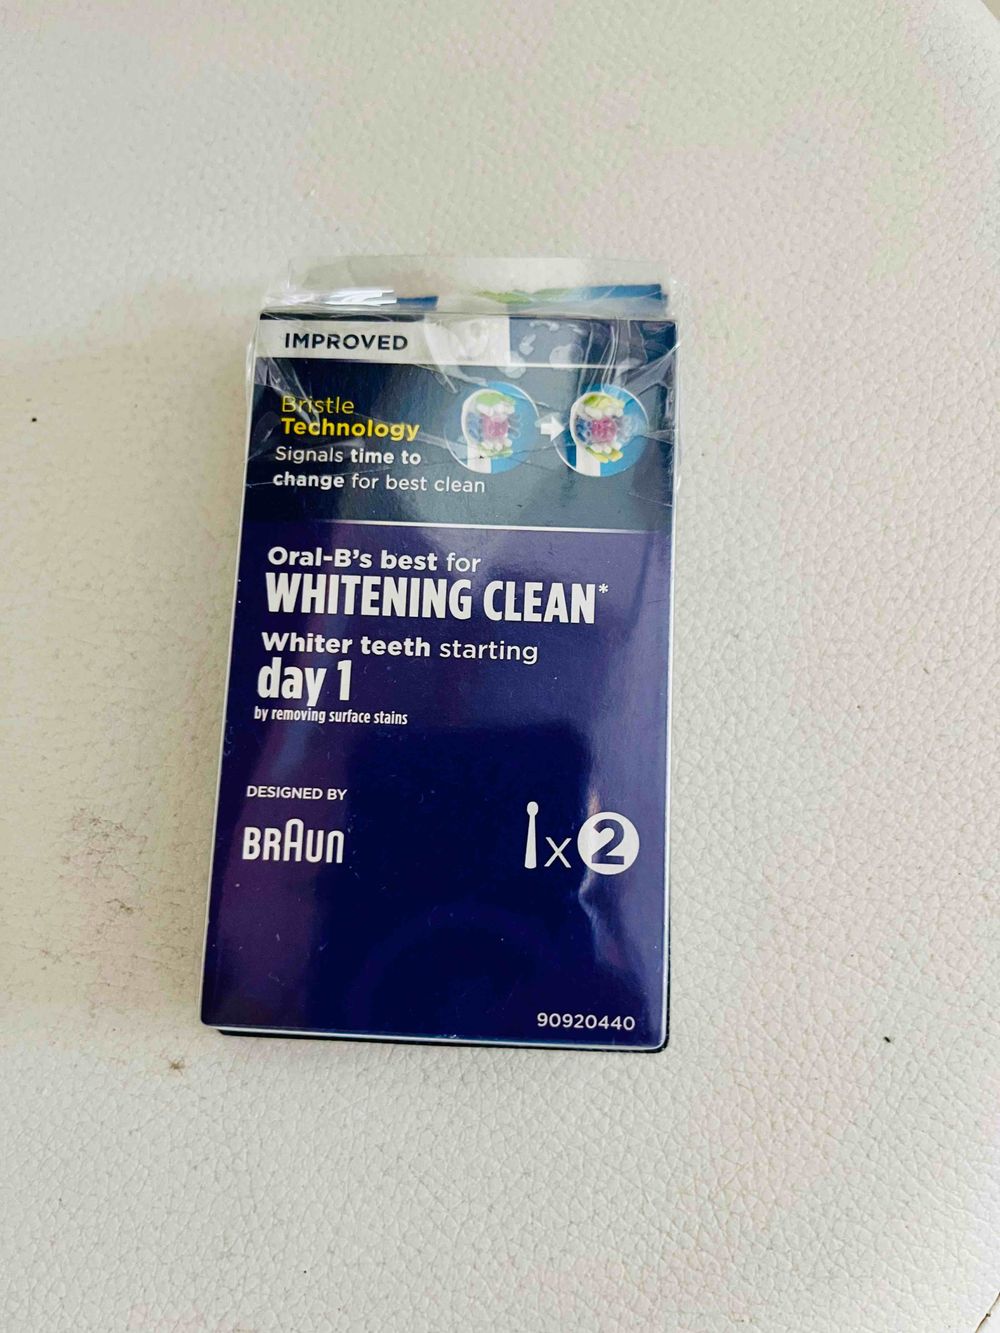 IMPROVED
Bristle
Technology
Signals time to
change for best clean
Oral-B's best for
WHITENING CLEAN*
Whiter teeth starting
day 1
by removing surface stains
DESIGNED BY
BRAUN
x 2
90920440